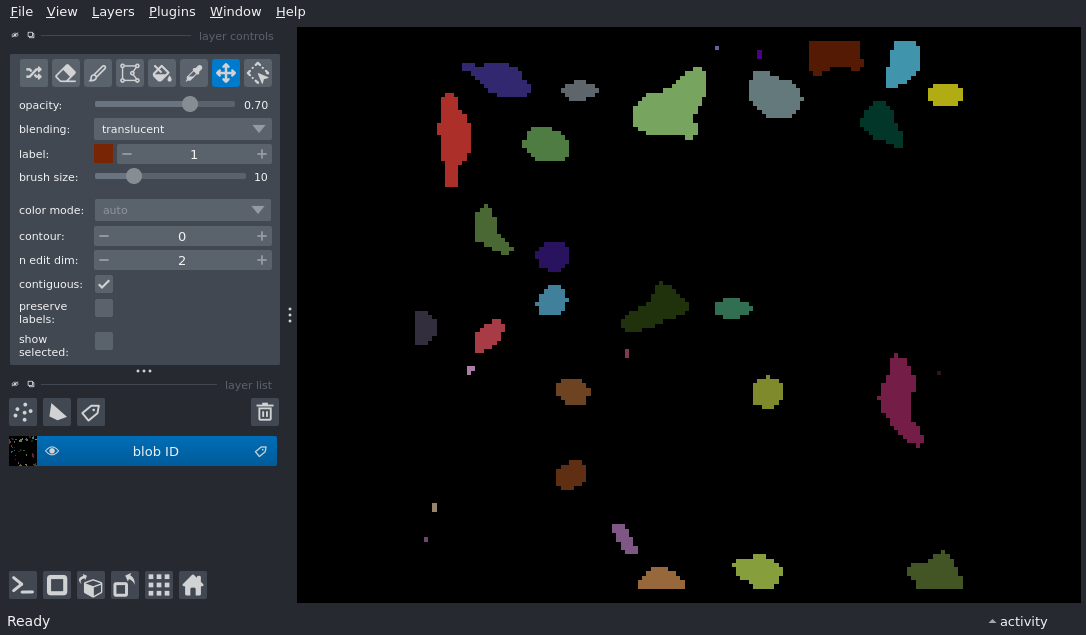 File View Layers Plugins Window Help
layer controls
opacity: 0.70
blending: translucent
label: 1
brush size: 10
color mode: auto
contour: 0
n edit dim: 2
contiguous:
preserve
labels:
show
selected:
layer list
blob ID
Ready
activity